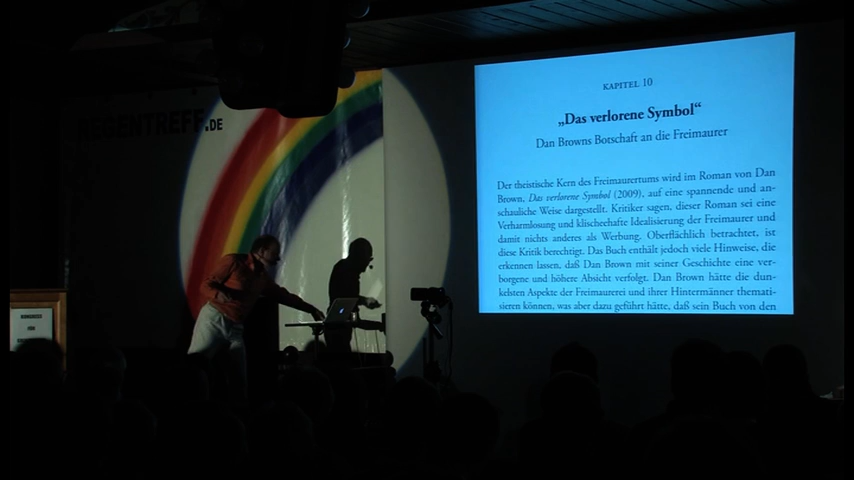 REGENTREFF.DE
KONGRESS
FÜR
KAPITEL 10
„Das verlorene Symbol“
Dan Browns Botschaft an die Freimaurer
Der theistische Kern des Freimaurertums wird im Roman von Dan
Brown, Das verlorene Symbol (2009), auf eine spannende und an-
schauliche Weise dargestellt. Kritiker sagen, dieser Roman sei eine
Verharmlosung und klischeehafte Idealisierung der Freimaurer und
damit nichts anderes als Werbung. Oberflächlich betrachtet, ist
diese Kritik berechtigt. Das Buch enthält jedoch viele Hinweise, die
erkennen lassen, daß Dan Brown mit seiner Geschichte eine ver-
borgene und höhere Absicht verfolgt. Dan Brown hätte die dun-
kelsten Aspekte der Freimaurerei und ihrer Hintermänner themati-
sieren können, was aber dazu geführt hätte, daß sein Buch von den